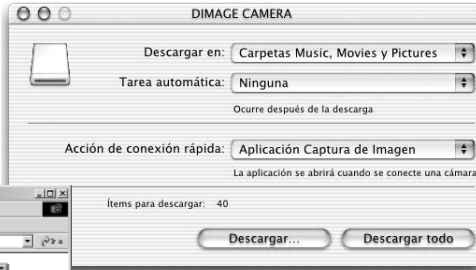 DIMAGE CAMERA
Descargar en: Carpetas Music, Movies y Pictures
Tarea automática: Ninguna
Ocurre después de la descarga
Acción de conexión rápida: Aplicación Captura de Imagen
La aplicación se abrirá cuando se conecte una cámara
Ítems para descargar: 40
Descargar... Descargar todo